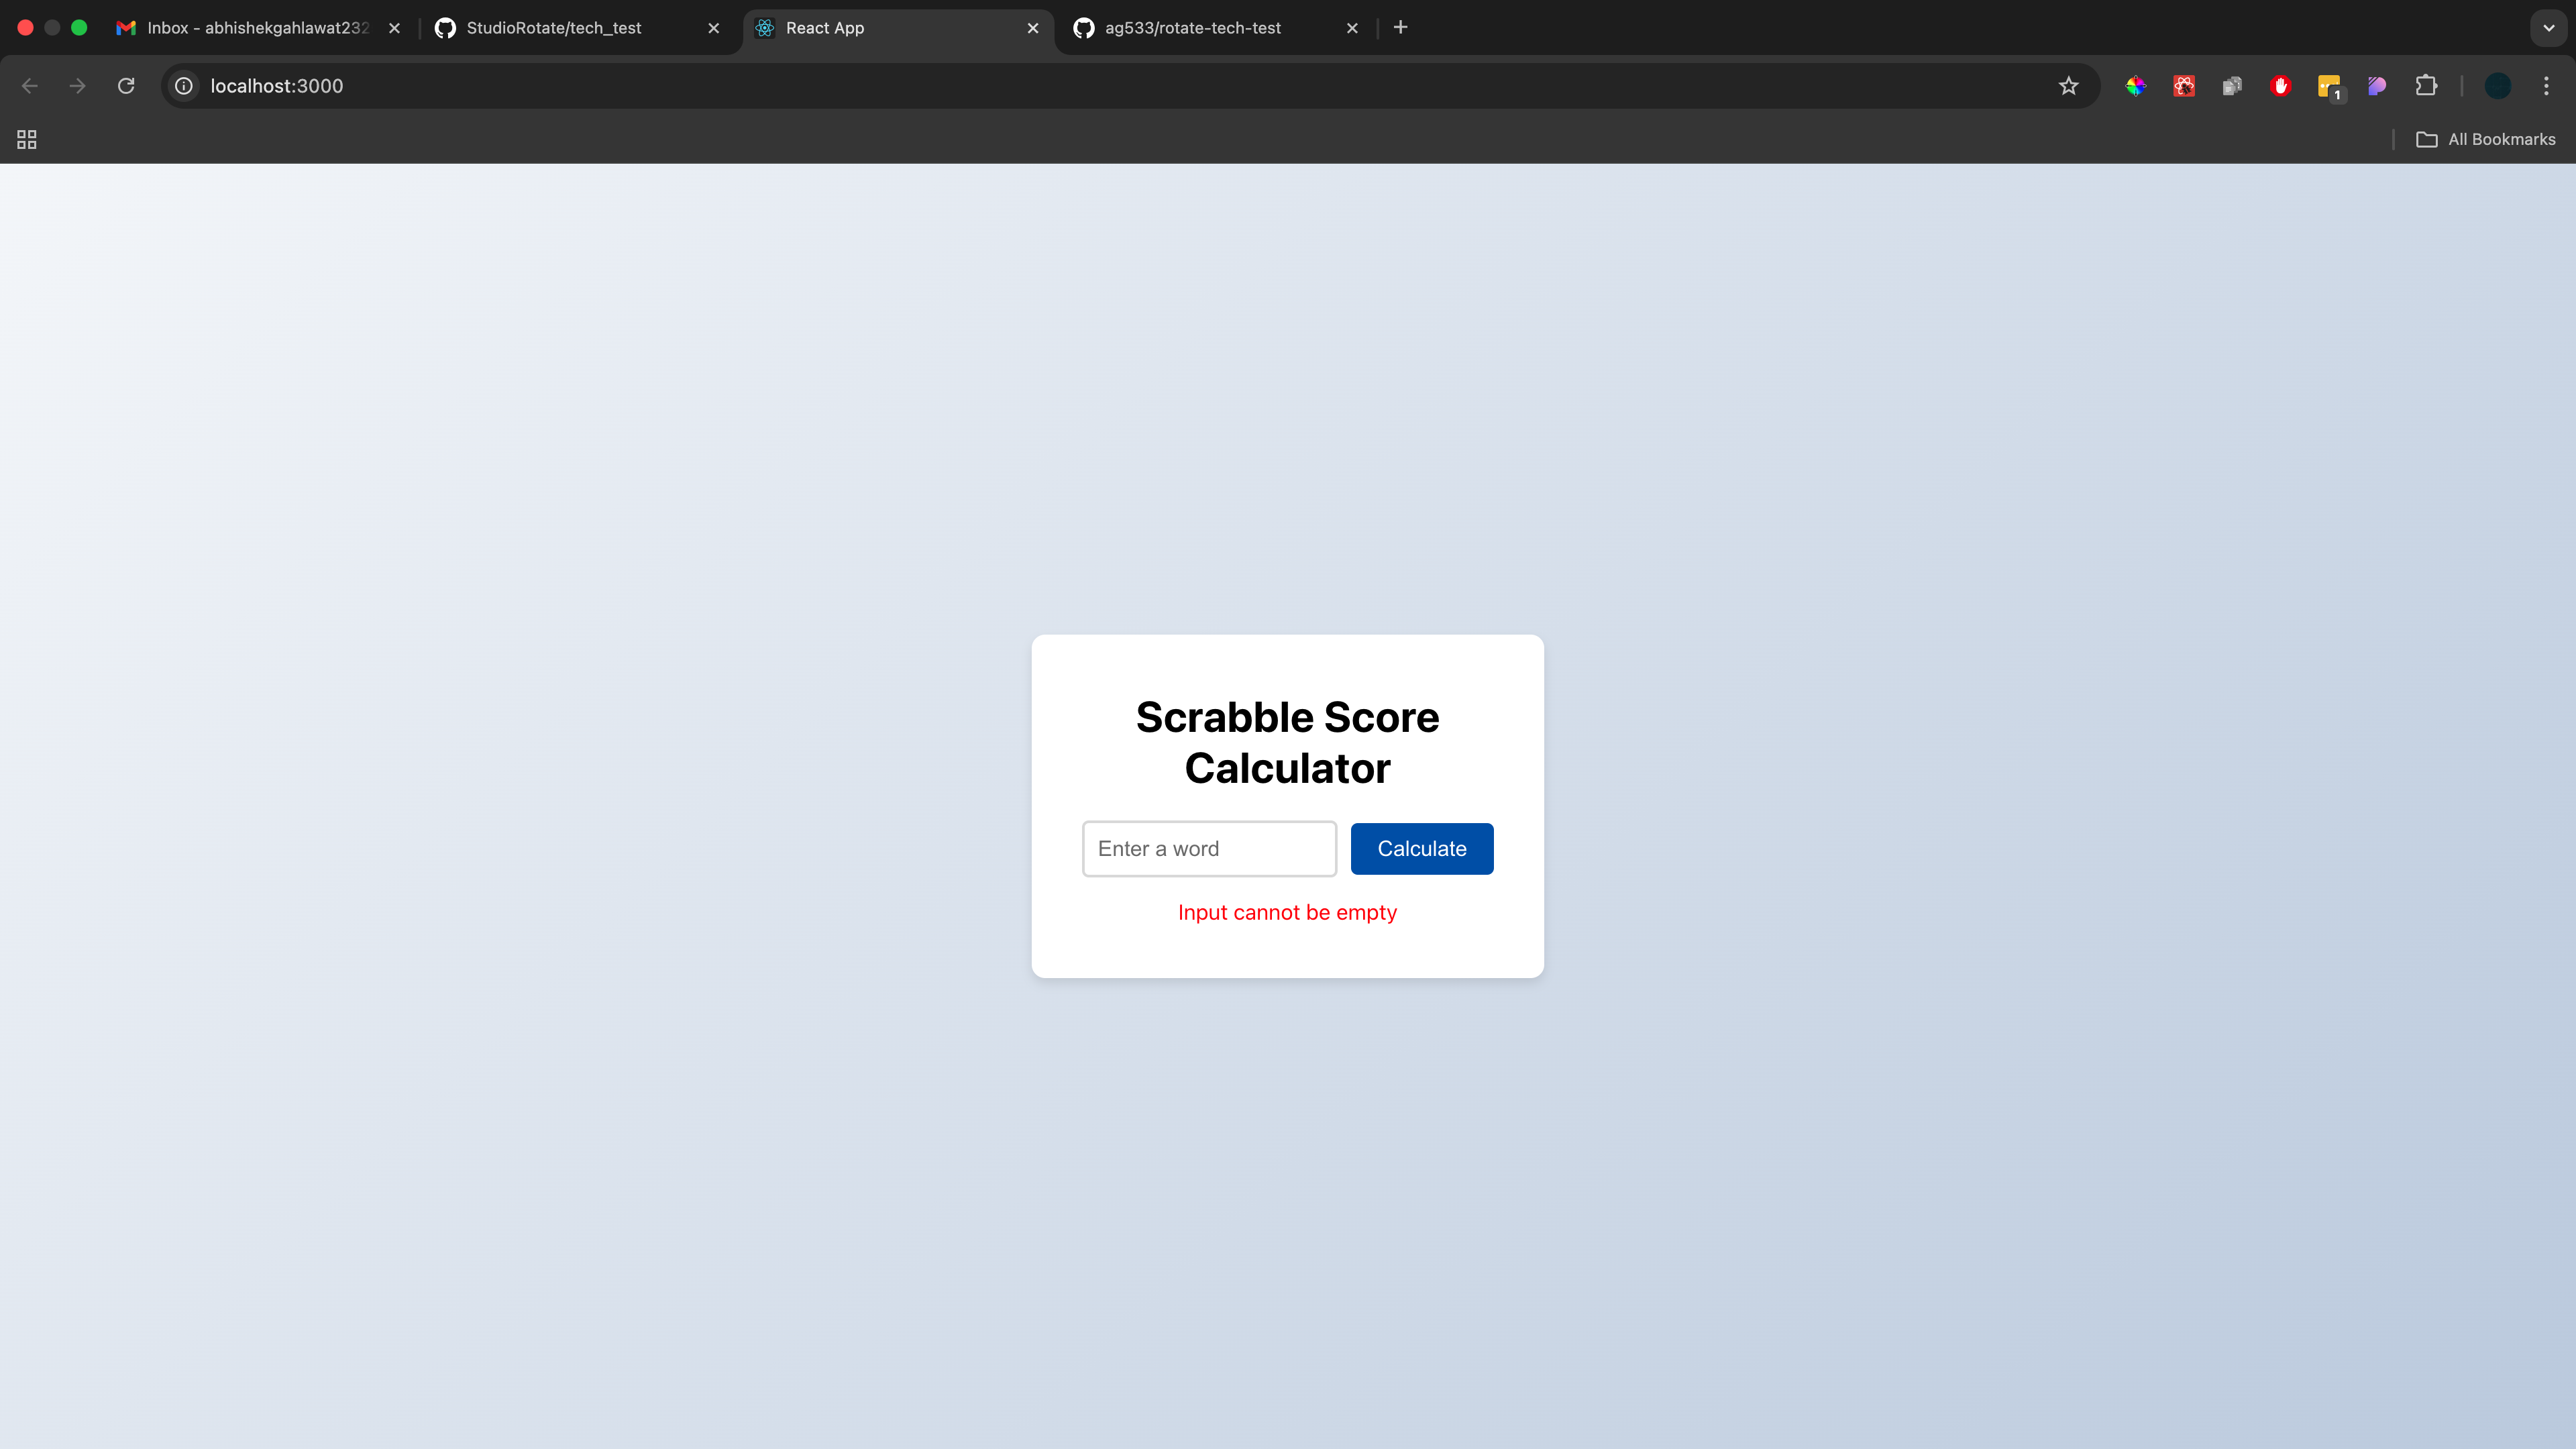 Inbox - abhishekgahlawat232
StudioRotate/tech_test
React App
ag533/rotate-tech-test
localhost:3000
1
All Bookmarks
Scrabble Score
Calculator
Enter a word
Calculate
Input cannot be empty